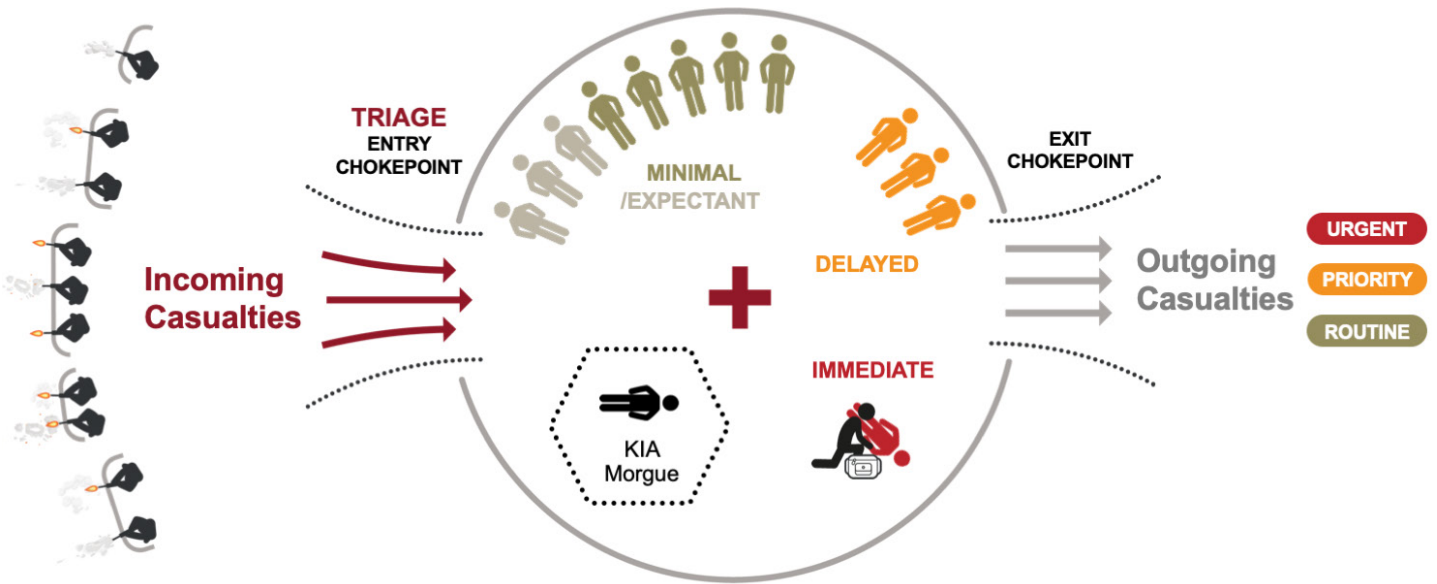 TRIAGE
ENTRY
CHOKEPOINT
Incoming
Casualties
MINIMAL
/EXPECTANT
DELAYED
IMMEDIATE
KIA
Morgue
EXIT
CHOKEPOINT
Outgoing
Casualties
URGENT
PRIORITY
ROUTINE